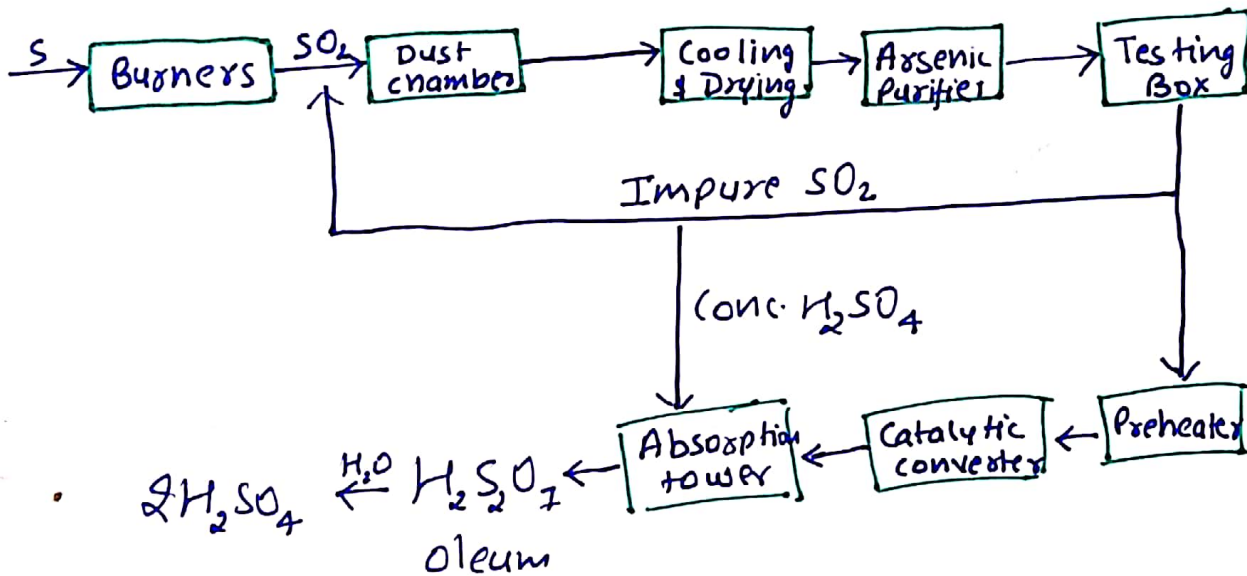 S
Burners
SO₂
Dust
chamber
Cooling
& Drying
Arsenic
Purifier
Testing
Box
Impure SO₂
Conc. H₂SO₄
Preheater
Catalytic
converter
Absorption
tower
H₂S₂O₇
Oleum
H₂O
2H₂SO₄